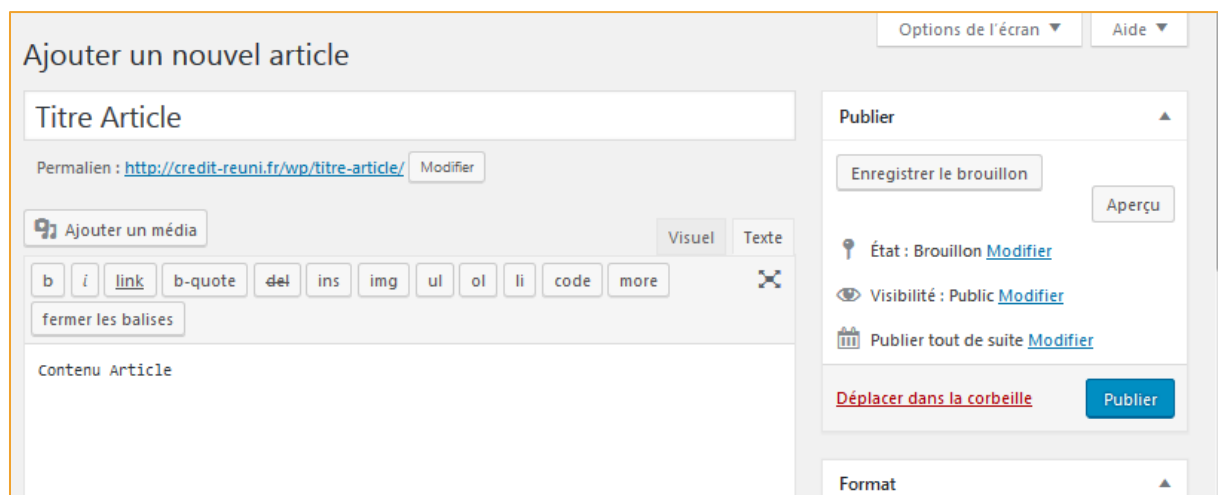 Options de l'écran ▼
Aide ▼
Ajouter un nouvel article
Titre Article
Permalien : http://credit-reuni.fr/wp/titre-article/ Modifier
Ajouter un média
Visuel Texte
b i link b-quote del ins img ul ol li code more
fermer les balises
Contenu Article
Publier
Enregistrer le brouillon
Aperçu
État : Brouillon Modifier
Visibilité : Public Modifier
Publier tout de suite Modifier
Déplacer dans la corbeille Publier
Format